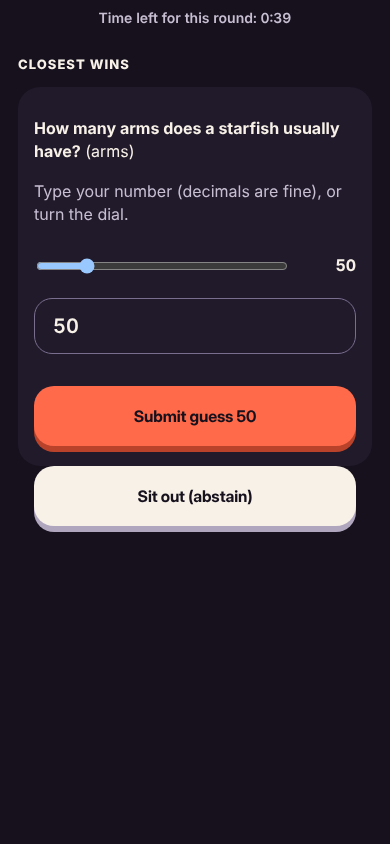 Time left for this round: 0:39
CLOSEST WINS
How many arms does a starfish usually
have? (arms)
Type your number (decimals are fine), or
turn the dial.
50
50
Submit guess 50
Sit out (abstain)